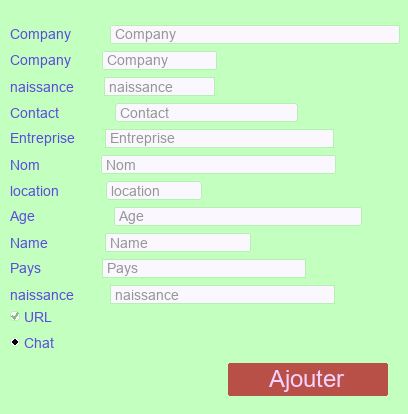 Company Company
Company Company
naissance naissance
Contact Contact
Entreprise Entreprise
Nom Nom
location location
Age Age
Name Name
Pays Pays
naissance naissance
URL
Chat
Ajouter